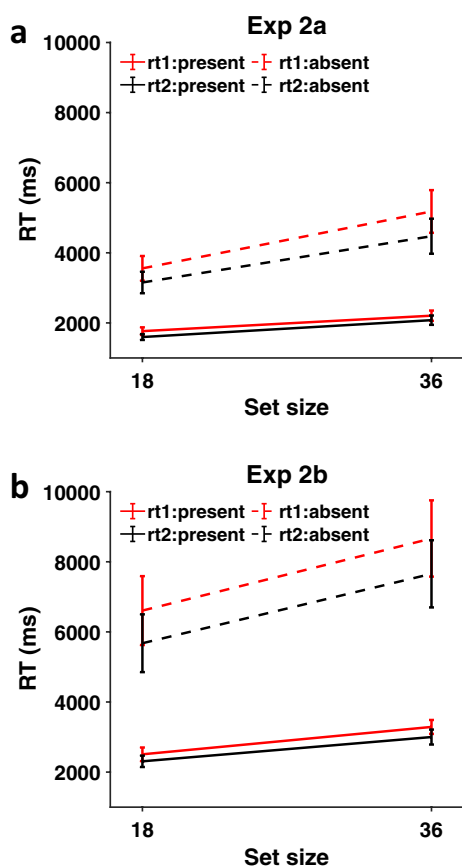 a
Exp 2a
10000
rt1:present rt1:absent
rt2:present rt2:absent
8000
6000
4000
2000
RT (ms)
18 36
Set size
b
Exp 2b
10000
rt1:present rt1:absent
rt2:present rt2:absent
8000
6000
4000
2000
RT (ms)
18 36
Set size